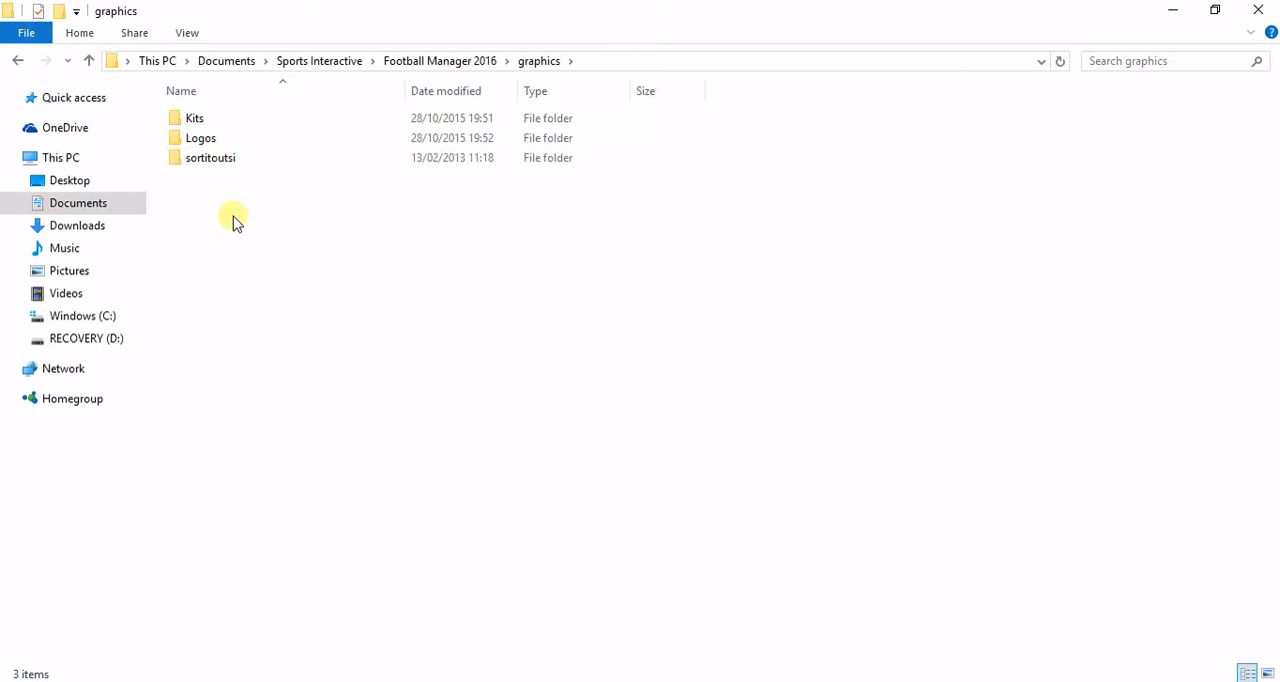 graphics
File Home Share View
This PC Documents Sports Interactive Football Manager 2016 graphics Search graphics
Name Date modified Type Size
Quick access
OneDrive
This PC
Desktop
Documents
Downloads
Music
Pictures
Videos
Windows (C:)
RECOVERY (D:)
Network
Homegroup
Kits 28/10/2015 19:51 File folder
Logos 28/10/2015 19:52 File folder
sortitoutsi 13/02/2013 11:18 File folder
3 items